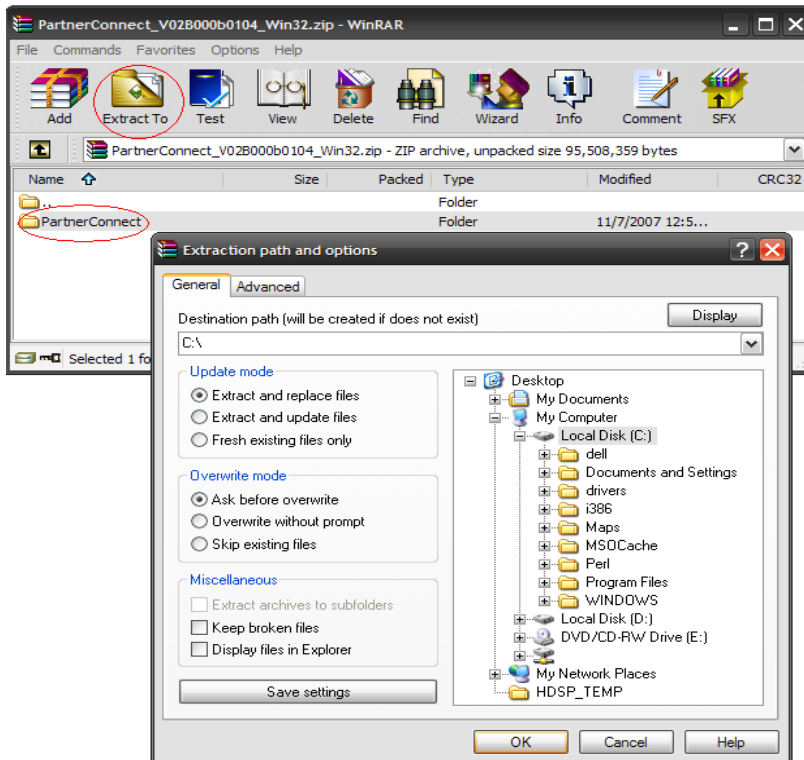 PartnerConnect_V02B000b0104_Win32.zip - WinRAR
File Commands Favorites Options Help
Add Extract To Test View Delete Find Wizard Info Comment SFX
PartnerConnect_V02B000b0104_Win32.zip - ZIP archive, unpacked size 95,508,359 bytes
Name Size Packed Type Modified CRC32
.. Folder
PartnerConnect Folder 11/7/2007 12:5...
Selected 1 fo
Extraction path and options
General Advanced
Destination path (will be created if does not exist) Display
C:\
Update mode
Extract and replace files
Extract and update files
Fresh existing files only
Overwrite mode
Ask before overwrite
Overwrite without prompt
Skip existing files
Miscellaneous
Extract archives to subfolders
Keep broken files
Display files in Explorer
Save settings
Desktop
My Documents
My Computer
Local Disk (C:)
dell
Documents and Settings
drivers
i386
Maps
MSOCache
Perl
Program Files
WINDOWS
Local Disk (D:)
DVD/CD-RW Drive (E:)
My Network Places
HDSP_TEMP
OK Cancel Help